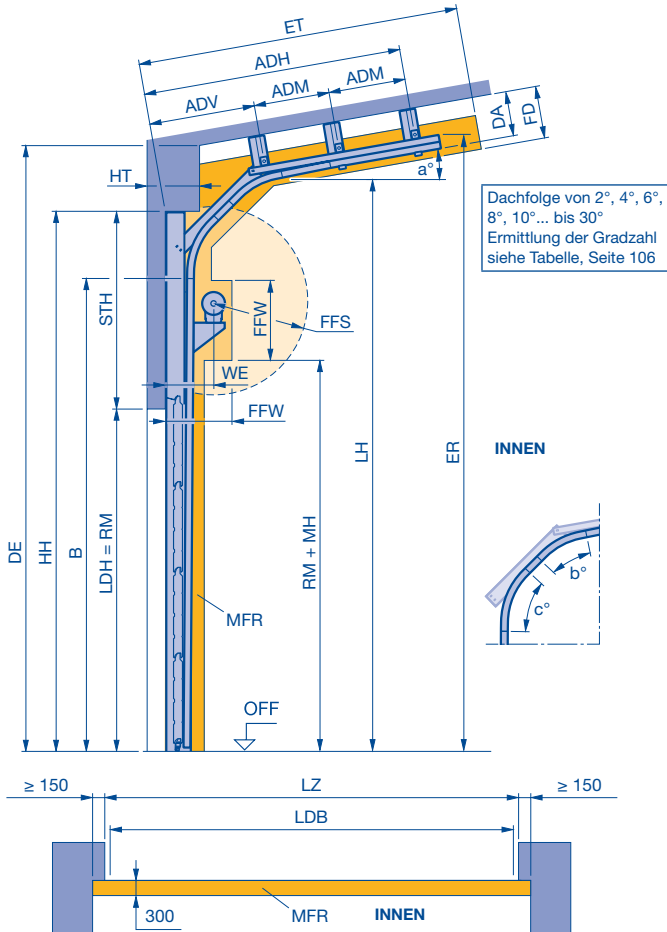 ET
ADH
ADM
ADM
ADV
DA
FD
HT
a°
Dachfolge von 2°, 4°, 6°,
8°, 10°... bis 30°
Ermittlung der Gradzahl
siehe Tabelle, Seite 106
STH
FFW
FFS
WE
FFW
LH
ER
INNEN
DE
HH
B
LDH = RM
RM + MH
b°
c°
MFR
OFF
≥ 150
LZ
≥ 150
LDB
300
MFR
INNEN